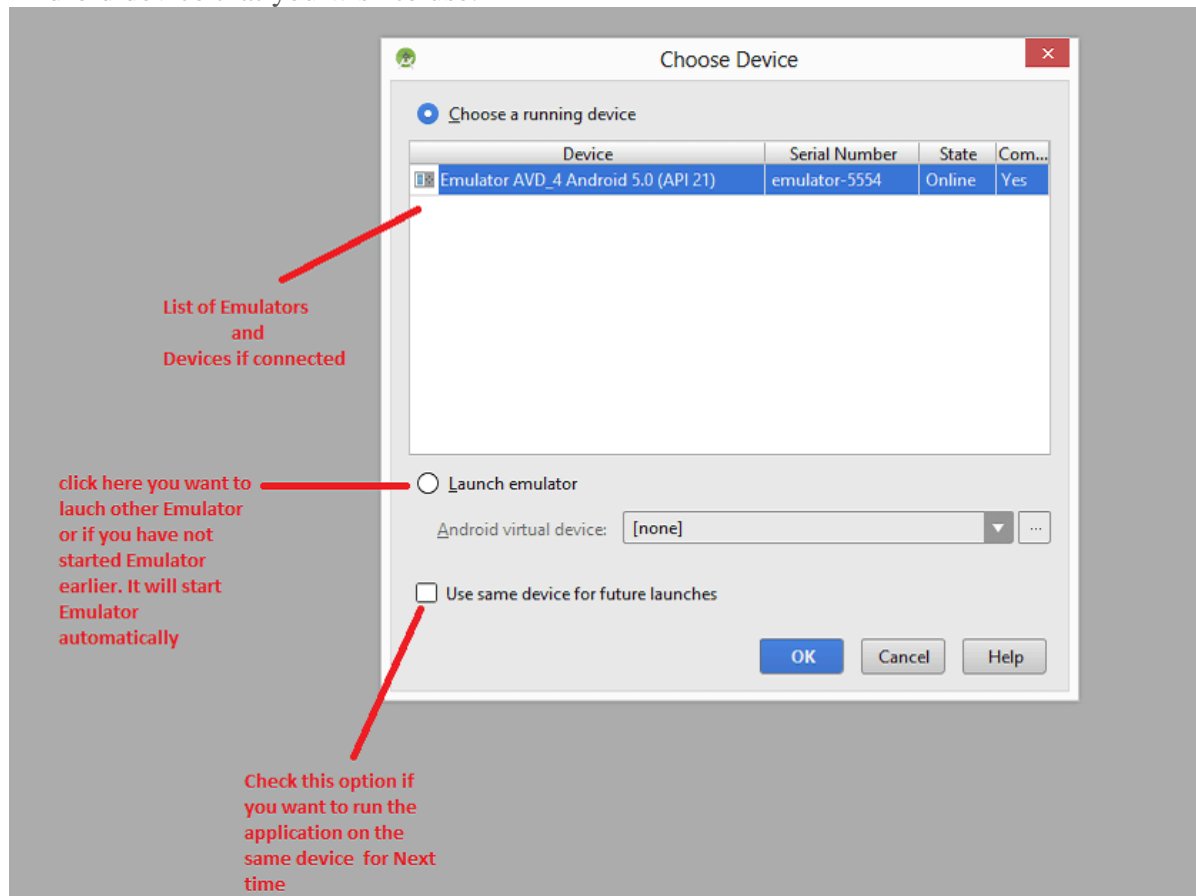 Choose Device
Choose a running device
Device Serial Number State Com...
Emulator AVD_4 Android 5.0 (API 21) emulator-5554 Online Yes
List of Emulators
and
Devices if connected
click here you want to
lauch other Emulator
or if you have not
started Emulator
earlier. It will start
Emulator
automatically
Launch emulator
Android virtual device: [none] ...
Use same device for future launches
OK Cancel Help
Check this option if
you want to run the
application on the
same device for Next
time